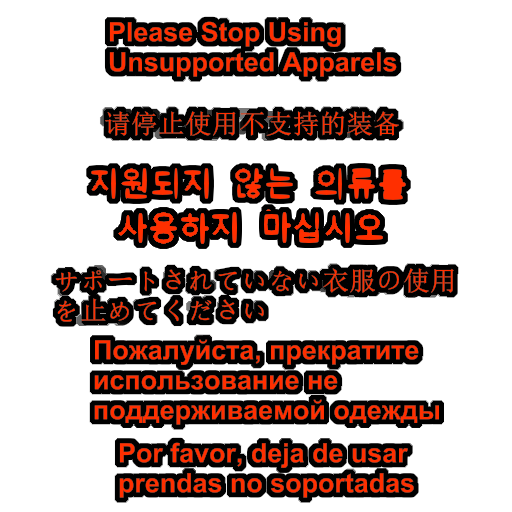 Please Stop Using
Unsupported Apparels
请停止使用不支持的装备
지원되지 않는 의류를
사용하지 마십시오
サポートされていない衣服の使用
を止めてください
Пожалуйста, прекратите
использование не
поддерживаемой одежды
Por favor, deja de usar
prendas no soportadas